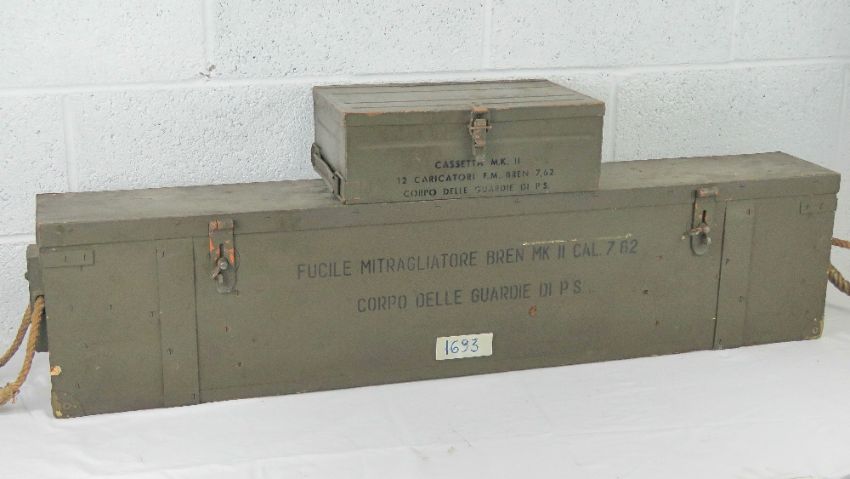 CASSETTA M.K. II
12 CARICATORI F.M. BREN 7,62
CORPO DELLE GUARDIE DI P.S.
FUCILE MITRAGLIATORE BREN MK II CAL. 7.62
CORPO DELLE GUARDIE DI P.S.
1693